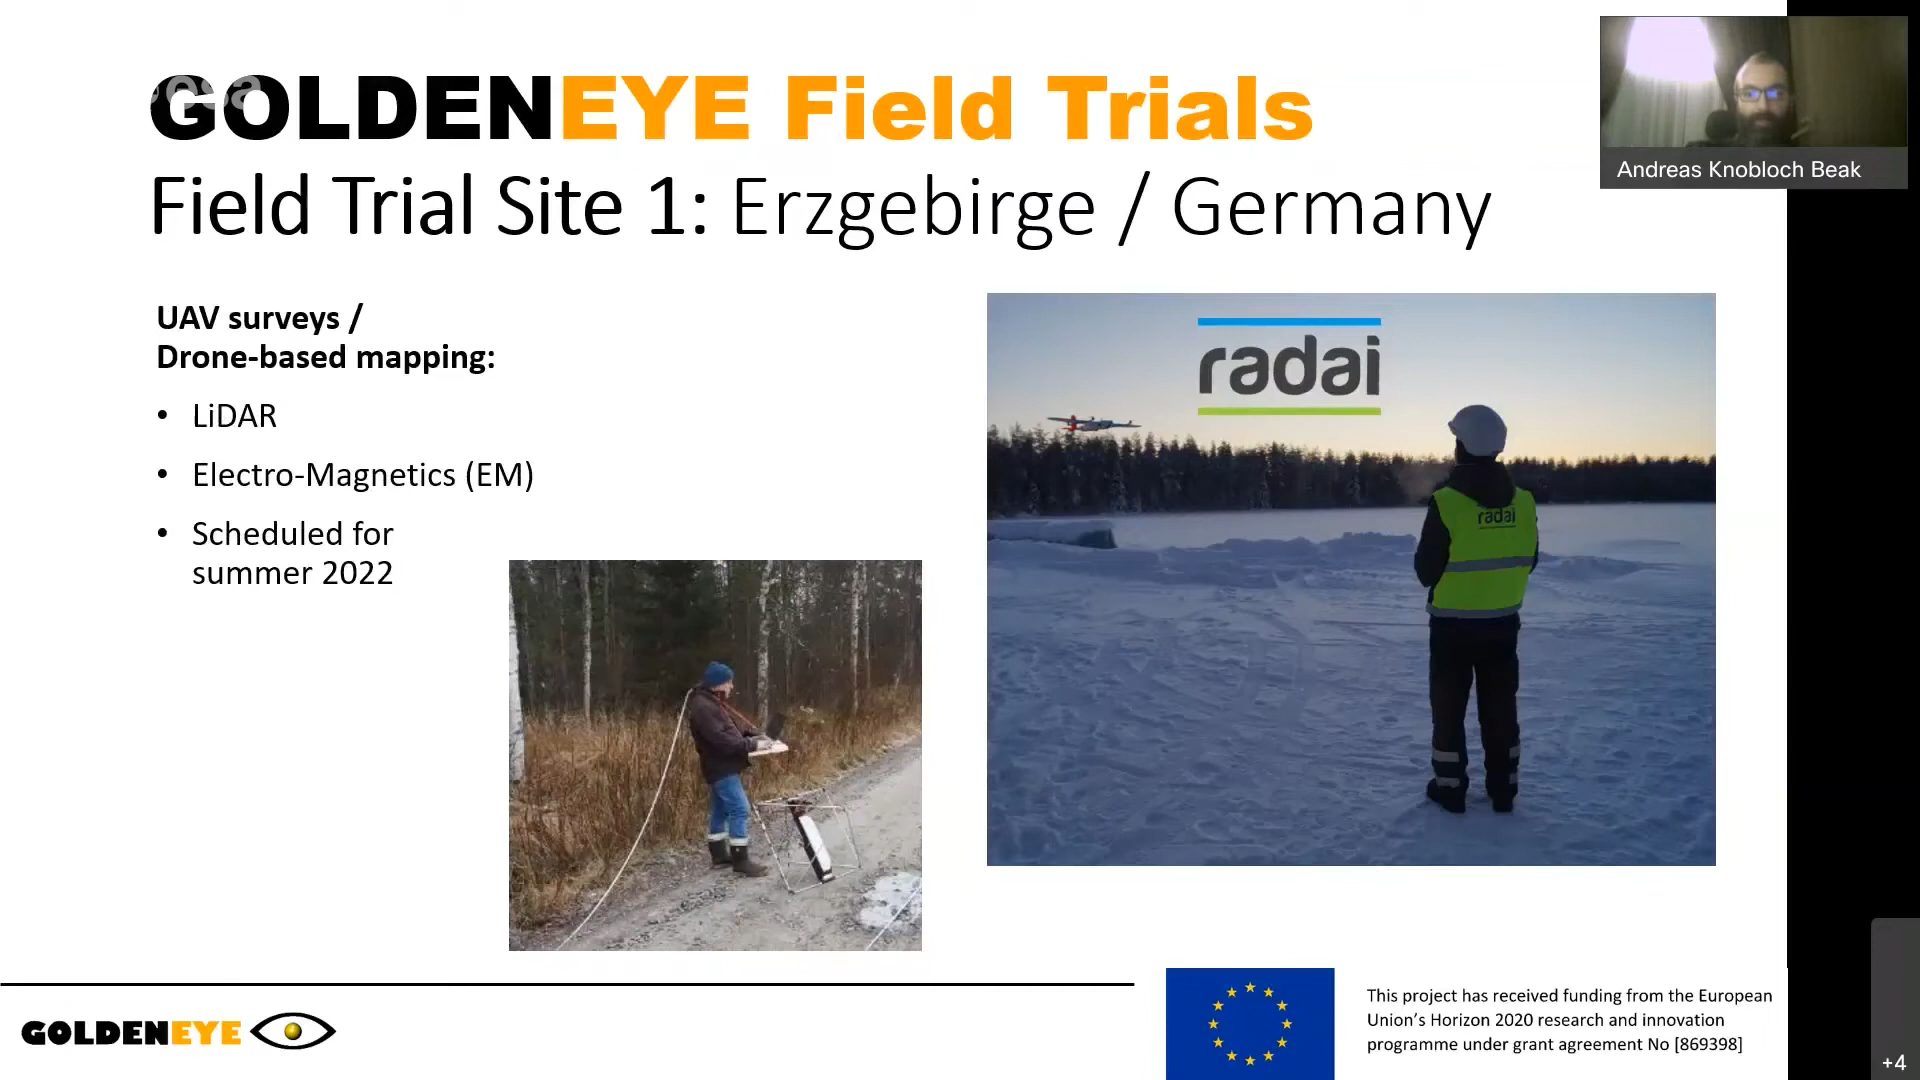 esa
GOLDENEYE Field Trials
Field Trial Site 1: Erzgebirge / Germany
Andreas Knobloch Beak
UAV surveys /
Drone-based mapping:
• LiDAR
• Electro-Magnetics (EM)
• Scheduled for
summer 2022
radai
radai
GOLDENEYE
This project has received funding from the European
Union’s Horizon 2020 research and innovation
programme under grant agreement No [869398]
+4